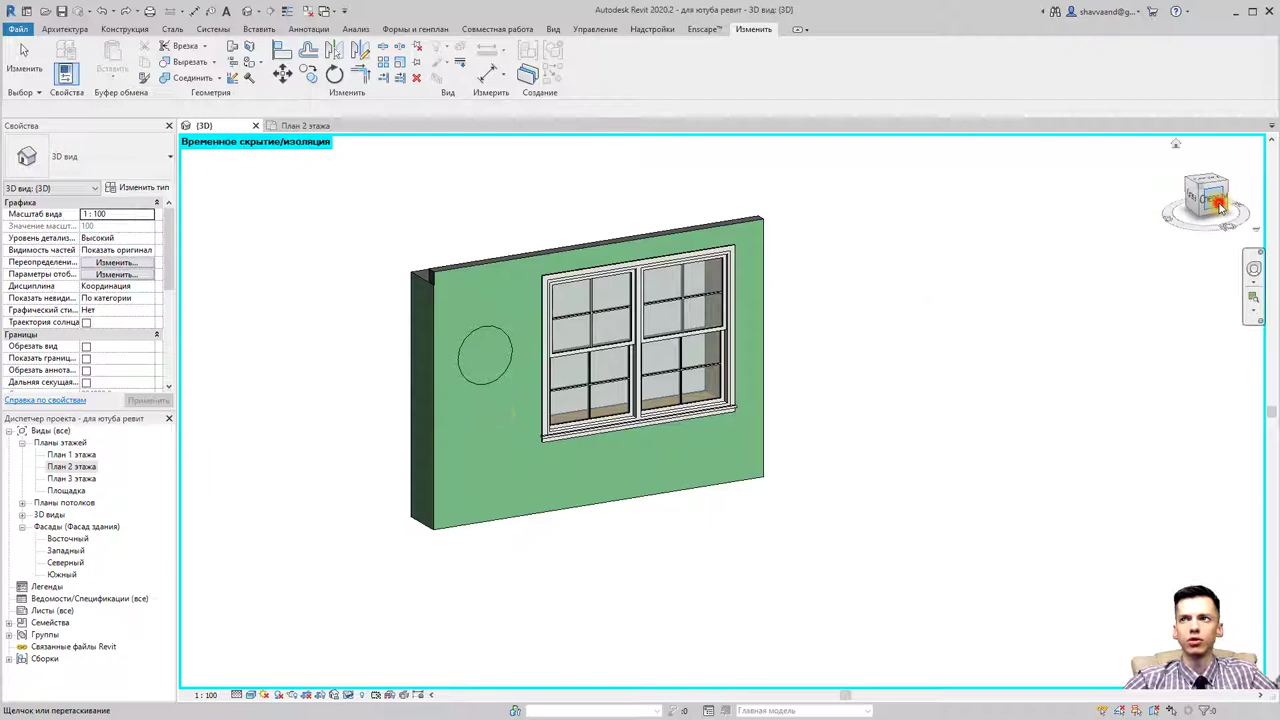 Autodesk Revit 2020.2 - для ютуба ревит - 3D вид: {3D}
shavvaand@g...
Файл Архитектура Конструкция Сталь Системы Вставить Аннотации Анализ Формы и генплан Совместная работа Вид Управление Надстройки Enscape™ Изменить
Изменить
Вставить
Врезка
Вырезать
Соединить
Выбор Свойства Буфер обмена Геометрия Изменить Вид Измерить Создание
Свойства
{3D}
План 2 этажа
Временное скрытие/изоляция
3D вид
3D вид: {3D}
Изменить тип
Графика
Масштаб вида 1 : 100
Значение масшт... 100
Уровень детализ... Высокий
Видимость частей Показать оригинал
Переопределени... Изменить...
Параметры отоб... Изменить...
Дисциплина Координация
Показать невиди... По категории
Графический сти... Нет
Траектория солнца
Границы
Обрезать вид
Показать границ...
Обрезать аннота...
Дальняя секущая...
Справка по свойствам
Применить
Диспетчер проекта - для ютуба ревит
Виды (все)
Планы этажей
План 1 этажа
План 2 этажа
План 3 этажа
Площадка
Планы потолков
3D виды
Фасады (Фасад здания)
Восточный
Западный
Северный
Южный
Легенды
Ведомости/Спецификации (все)
Листы (все)
Семейства
Группы
Связанные файлы Revit
Сборки
1 : 100
Щелчок или перетаскивание
:0
Главная модель
:0